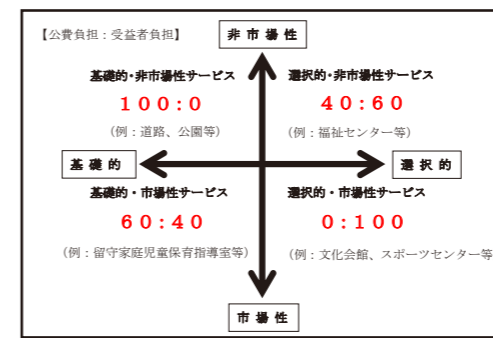 【公費負担：受益者負担】
非市場性
基礎的・非市場性サービス
選択的・非市場性サービス
100：0
40：60
（例：道路、公園等）
（例：福祉センター等）
基礎的
選択的
基礎的・市場性サービス
選択的・市場性サービス
60：40
0：100
（例：留守家庭児童保育指導室等）
（例：文化会館、スポーツセンター等
市場性